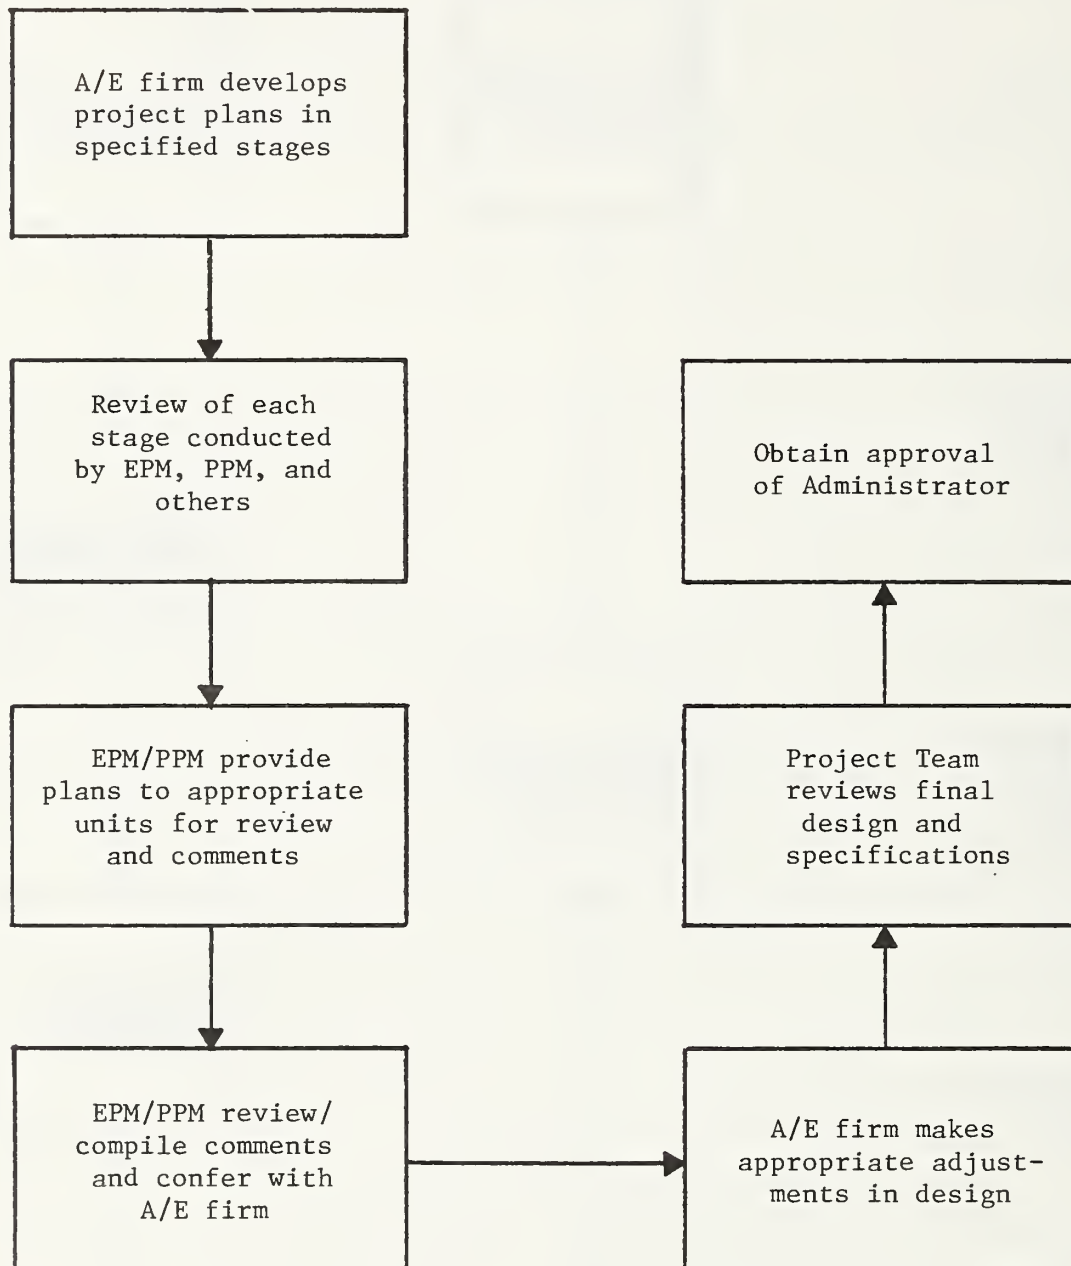 A/E firm develops
project plans in
specified stages
Review of each
stage conducted
by EPM, PPM, and
others
EPM/PPM provide
plans to appropriate
units for review
and comments
EPM/PPM review/
compile comments
and confer with
A/E firm
A/E firm makes
appropriate adjust-
ments in design
Project Team
reviews final
design and
specifications
Obtain approval
of Administrator